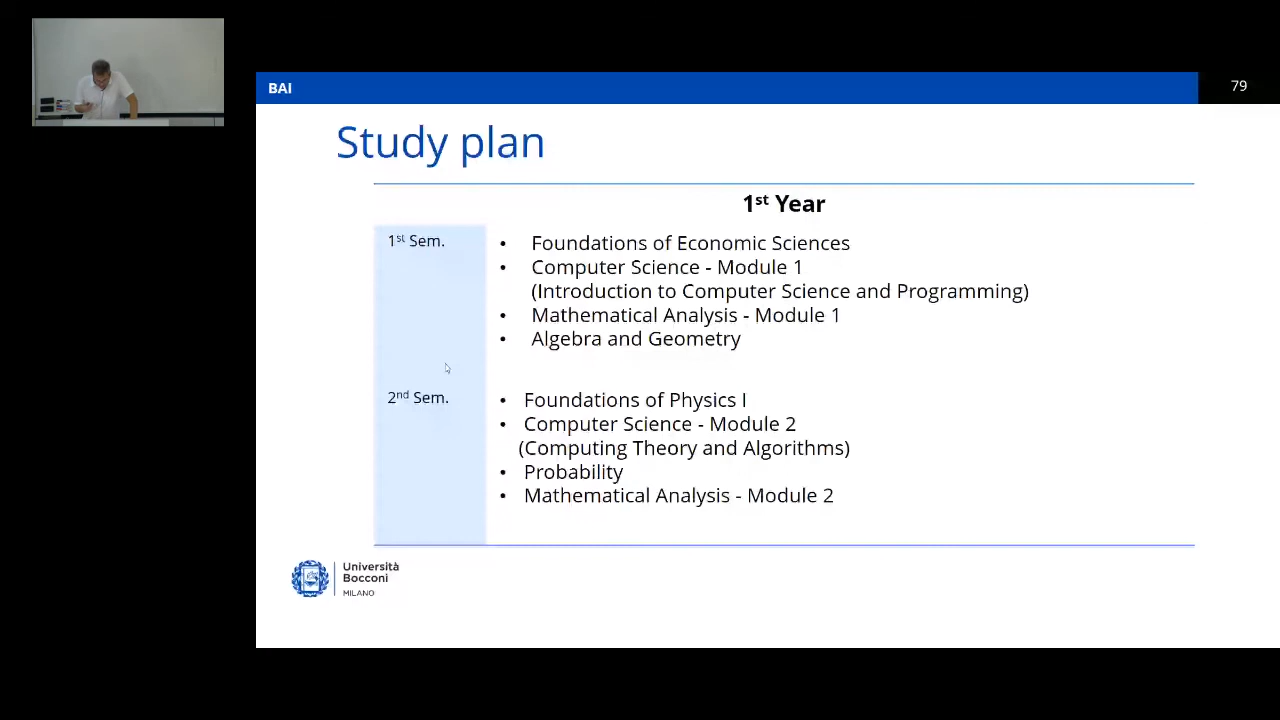 BAI
79
Study plan
1st Year
1st Sem.
• Foundations of Economic Sciences
• Computer Science - Module 1
(Introduction to Computer Science and Programming)
• Mathematical Analysis - Module 1
• Algebra and Geometry
2nd Sem.
• Foundations of Physics I
• Computer Science - Module 2
(Computing Theory and Algorithms)
• Probability
• Mathematical Analysis - Module 2
Università
Bocconi
MILANO